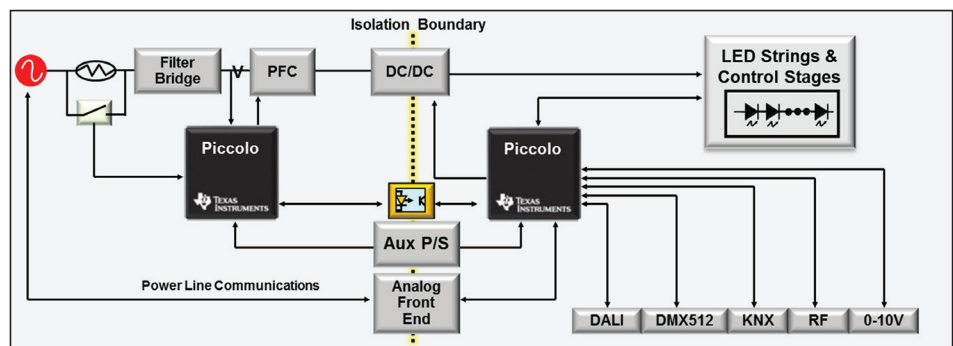 Isolation Boundary
Filter
Bridge
V
PFC
DC/DC
LED Strings &
Control Stages
Piccolo
TEXAS
INSTRUMENTS
Piccolo
TEXAS
INSTRUMENTS
K
Aux P/S
Power Line Communications
Analog
Front
End
DALI
DMX512
KNX
RF
0-10V